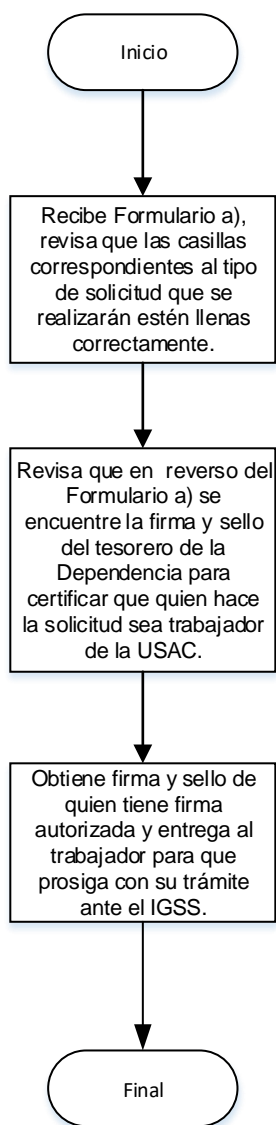 Inicio
Recibe Formulario a),
revisa que las casillas
correspondientes al tipo
de solicitud que se
realizarán estén llenas
correctamente.
Revisa que en reverso del
Formulario a) se
encuentre la firma y sello
del tesorero de la
Dependencia para
certificar que quien hace
la solicitud sea trabajador
de la USAC.
Obtiene firma y sello de
quien tiene firma
autorizada y entrega al
trabajador para que
prosiga con su trámite
ante el IGSS.
Final